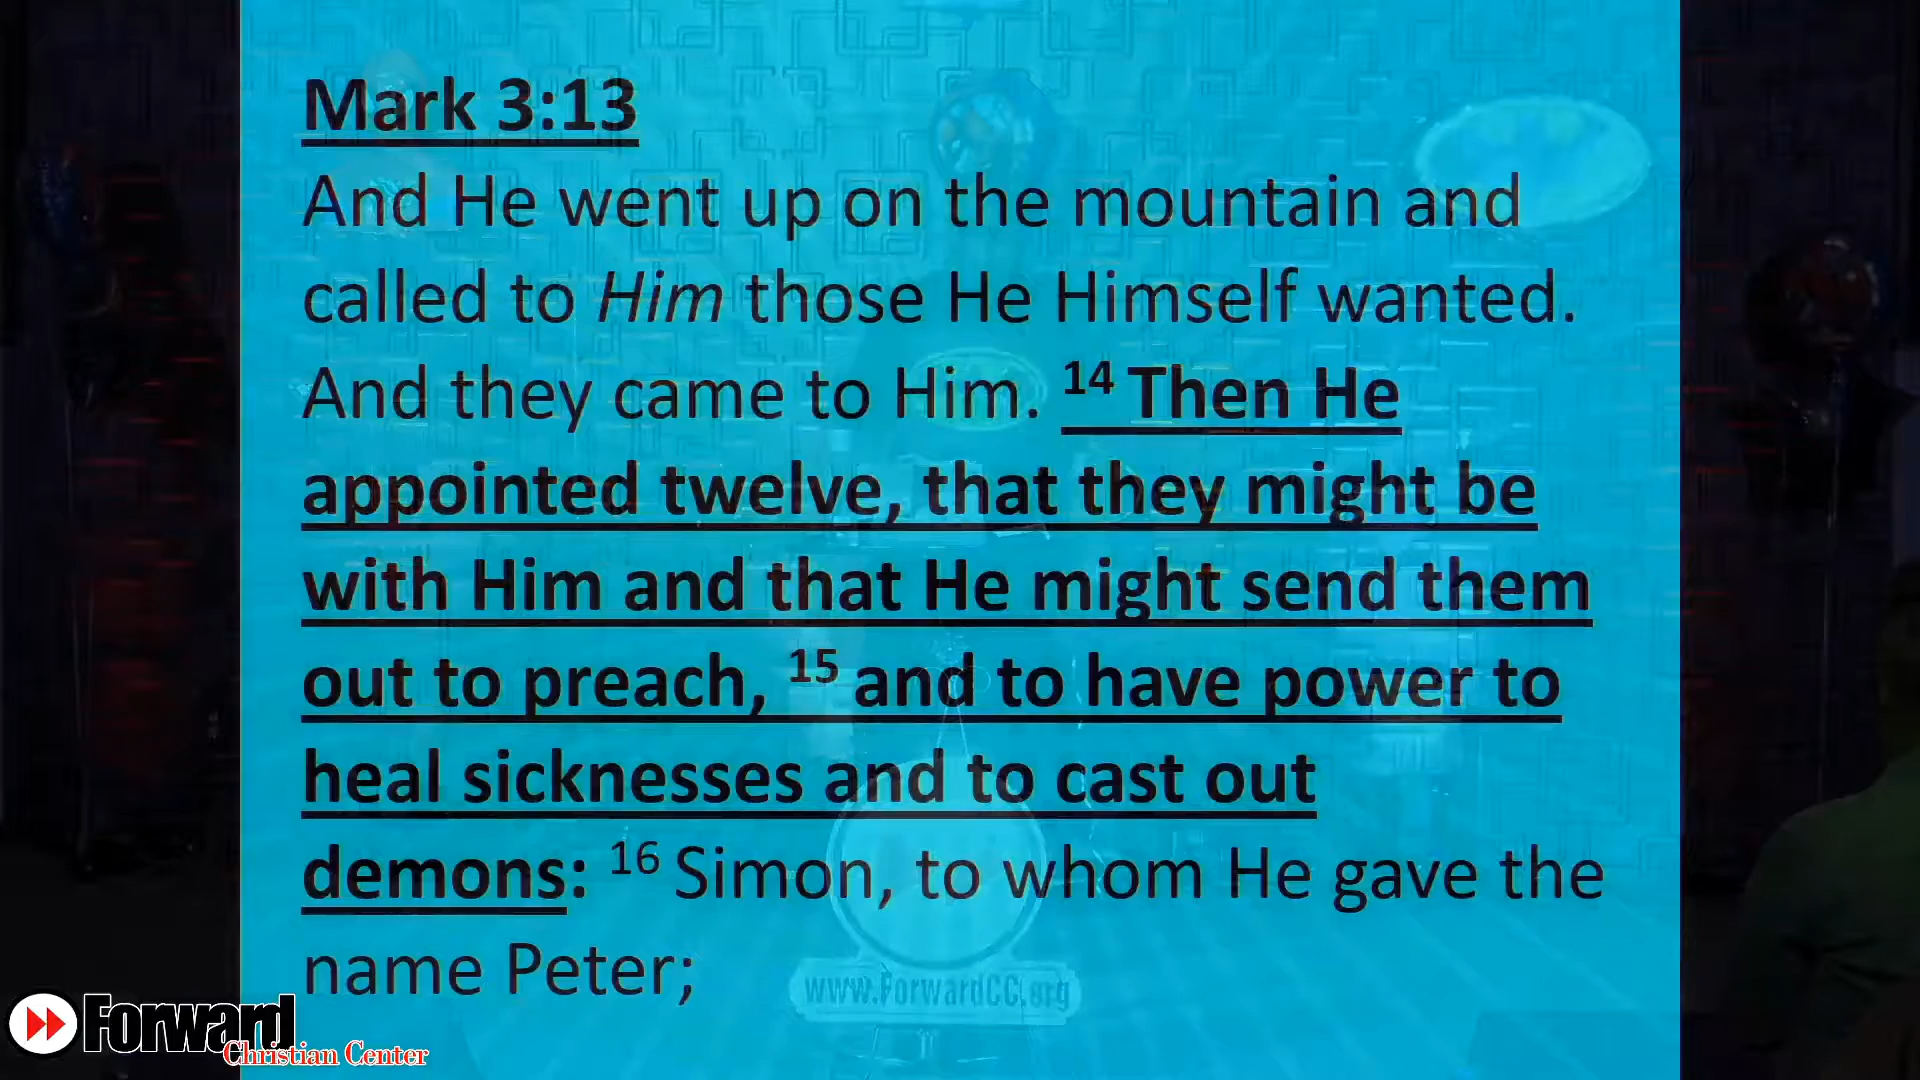 Mark 3:13
And He went up on the mountain and
called to Him those He Himself wanted.
And they came to Him. 14 Then He
appointed twelve, that they might be
with Him and that He might send them
out to preach, 15 and to have power to
heal sicknesses and to cast out
demons: 16 Simon, to whom He gave the
name Peter;
www.ForwardCC.org
Forward
Christian Center